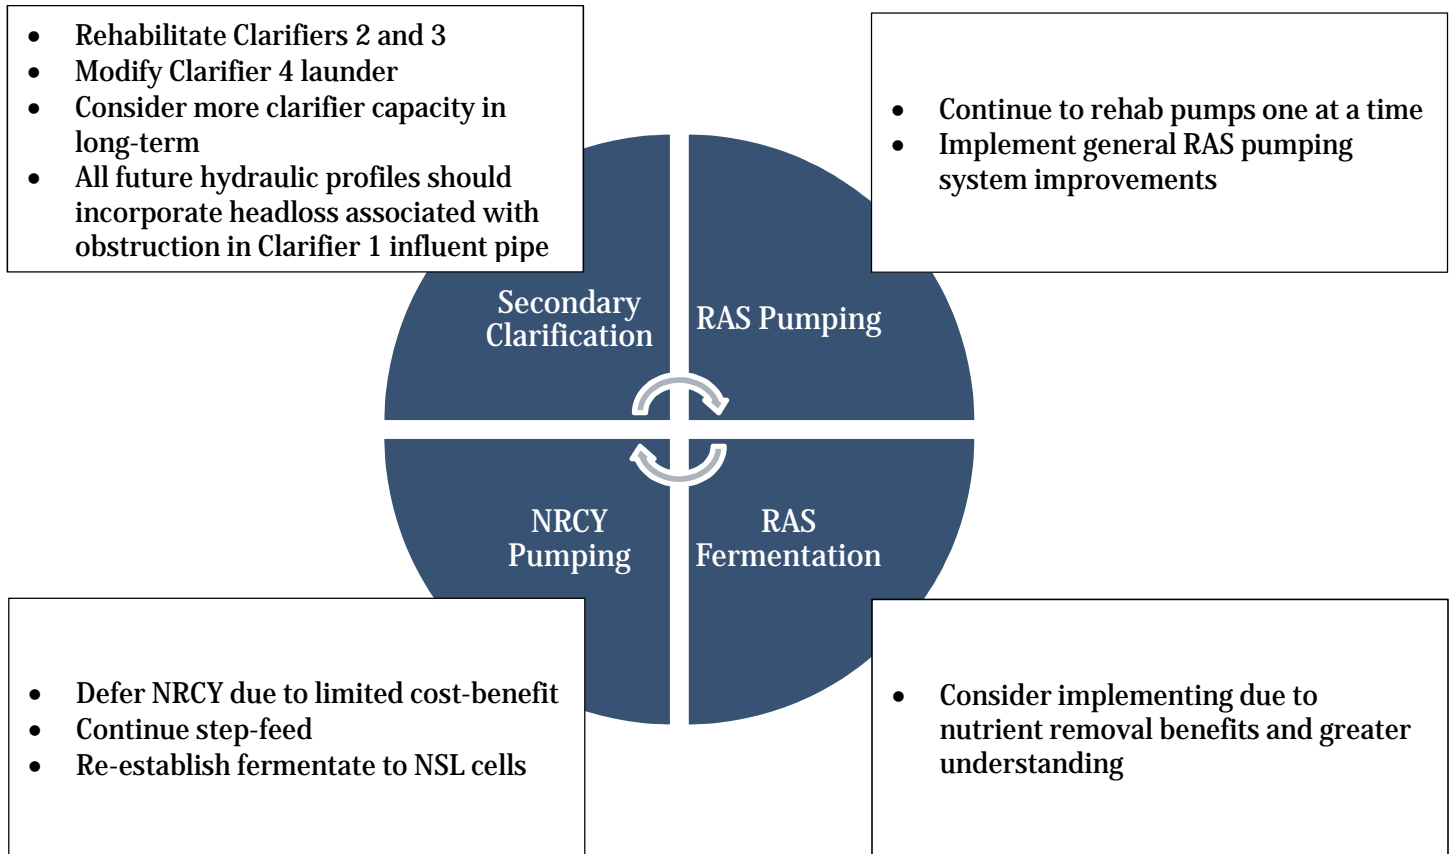 • Rehabilitate Clarifiers 2 and 3
• Modify Clarifier 4 launder
• Consider more clarifier capacity in
long-term
• All future hydraulic profiles should
incorporate headloss associated with
obstruction in Clarifier 1 influent pipe
• Continue to rehab pumps one at a time
• Implement general RAS pumping
system improvements
Secondary
Clarification
RAS Pumping
NRCY
Pumping
RAS
Fermentation
• Defer NRCY due to limited cost-benefit
• Continue step-feed
• Re-establish fermentate to NSL cells
• Consider implementing due to
nutrient removal benefits and greater
understanding